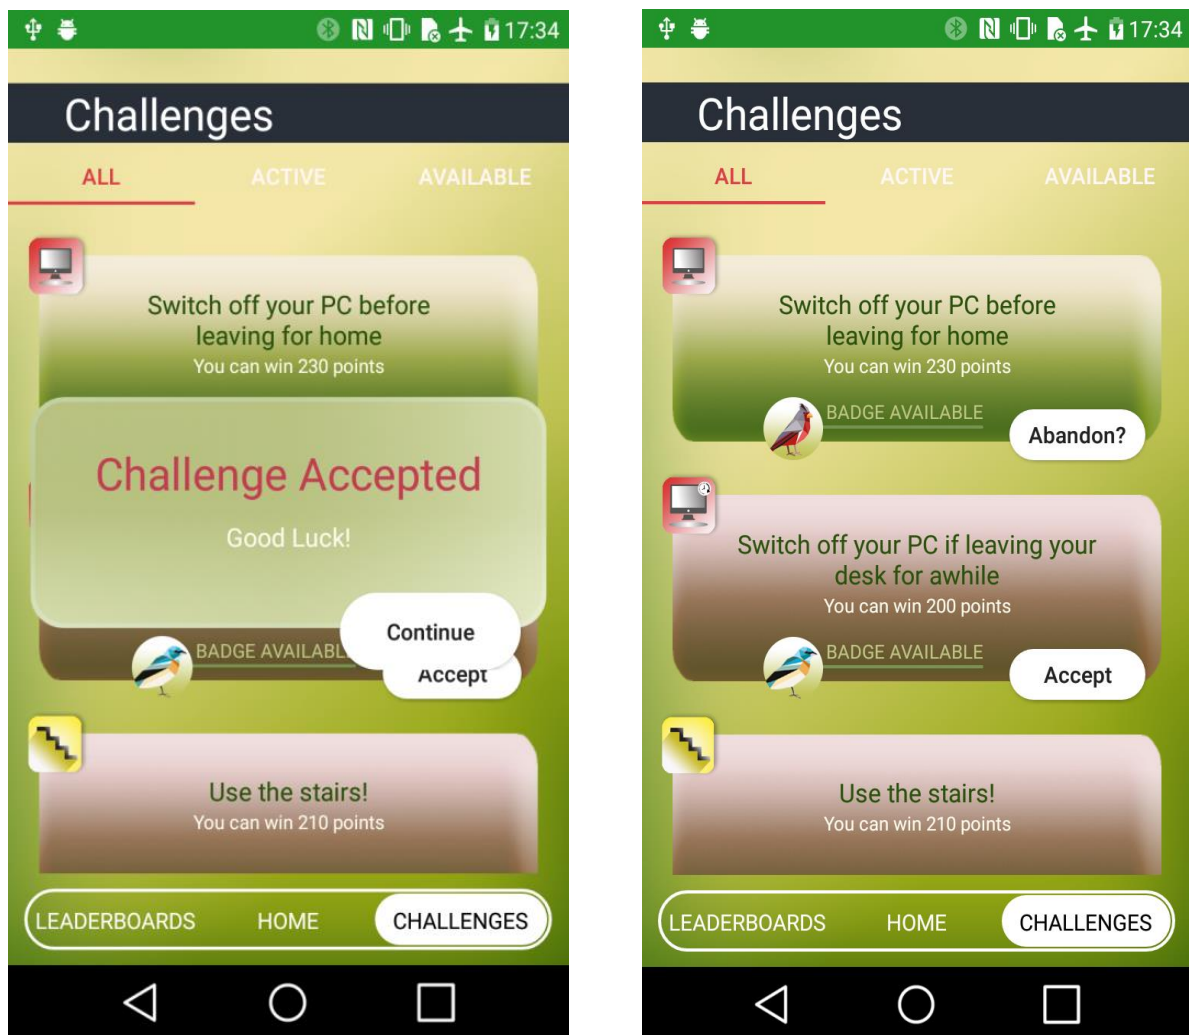 17:34
Challenges
ALL ACTIVE AVAILABLE
Switch off your PC before
leaving for home
You can win 230 points
Challenge Accepted
Good Luck!
Continue
BADGE AVAILABL
Accept
Use the stairs!
You can win 210 points
LEADERBOARDS HOME CHALLENGES
17:34
Challenges
ALL ACTIVE AVAILABLE
Switch off your PC before
leaving for home
You can win 230 points
BADGE AVAILABLE
Abandon?
Switch off your PC if leaving your
desk for awhile
You can win 200 points
BADGE AVAILABLE
Accept
Use the stairs!
You can win 210 points
LEADERBOARDS HOME CHALLENGES